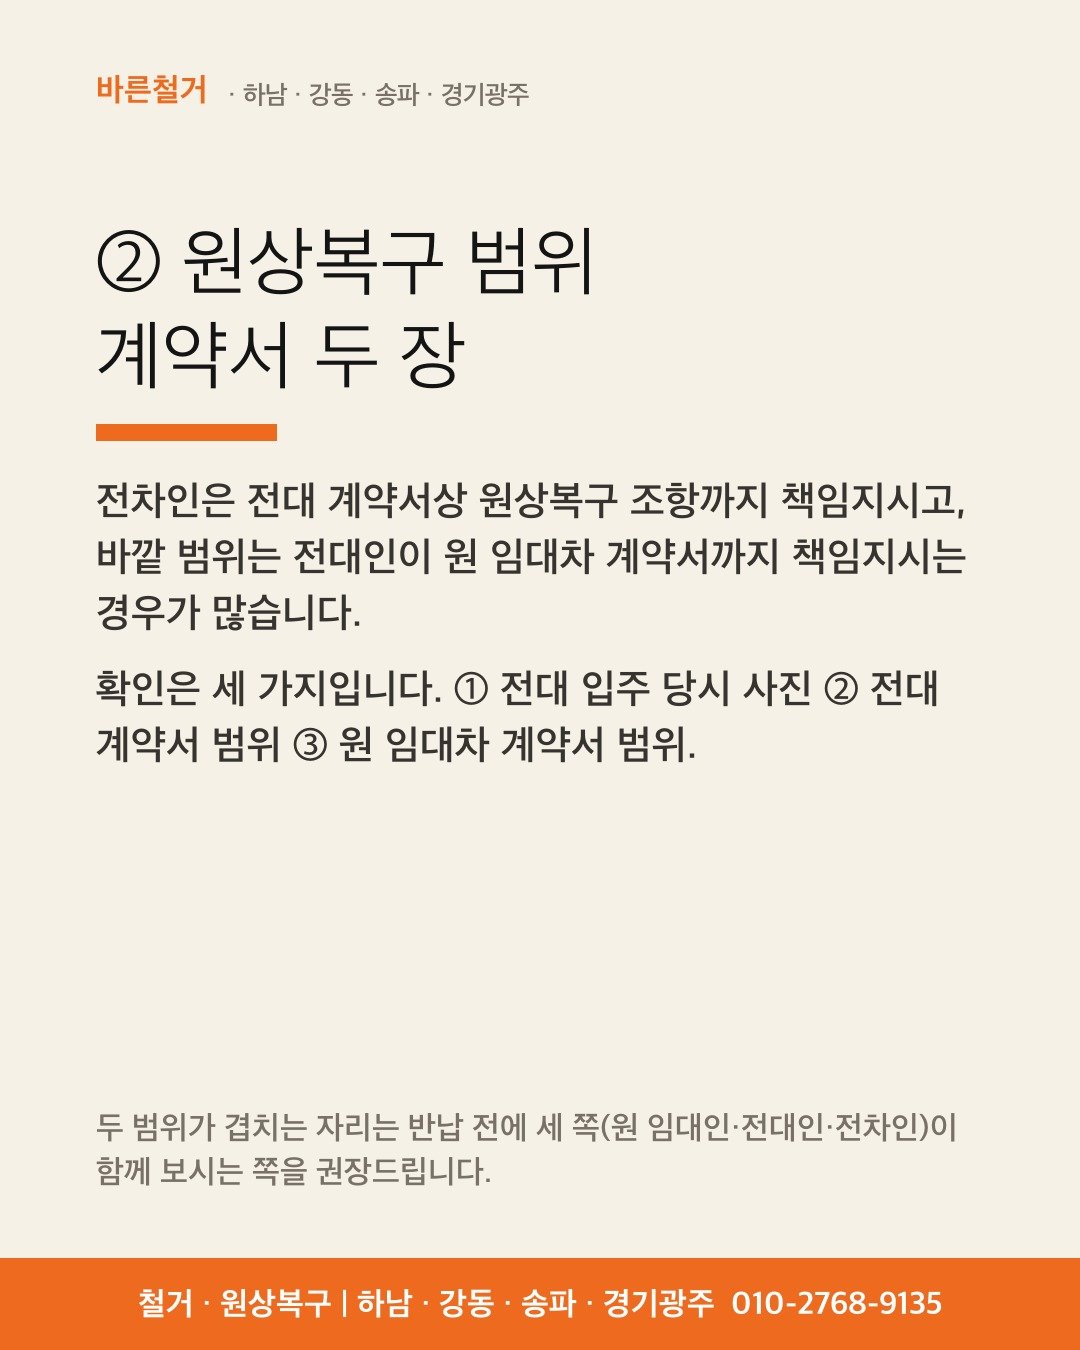 바른철거 · 하남 · 강동 · 송파 · 경기광주
② 원상복구 범위
계약서 두 장
전차인은 전대 계약서상 원상복구 조항까지 책임지시고,
바깥 범위는 전대인이 원 임대차 계약서까지 책임지시는
경우가 많습니다.
확인은 세 가지입니다. ① 전대 입주 당시 사진 ② 전대
계약서 범위 ③ 원 임대차 계약서 범위.
두 범위가 겹치는 자리는 반납 전에 세 쪽(원 임대인·전대인·전차인)이
함께 보시는 쪽을 권장드립니다.
철거 · 원상복구 | 하남 · 강동 · 송파 · 경기광주 010-2768-9135